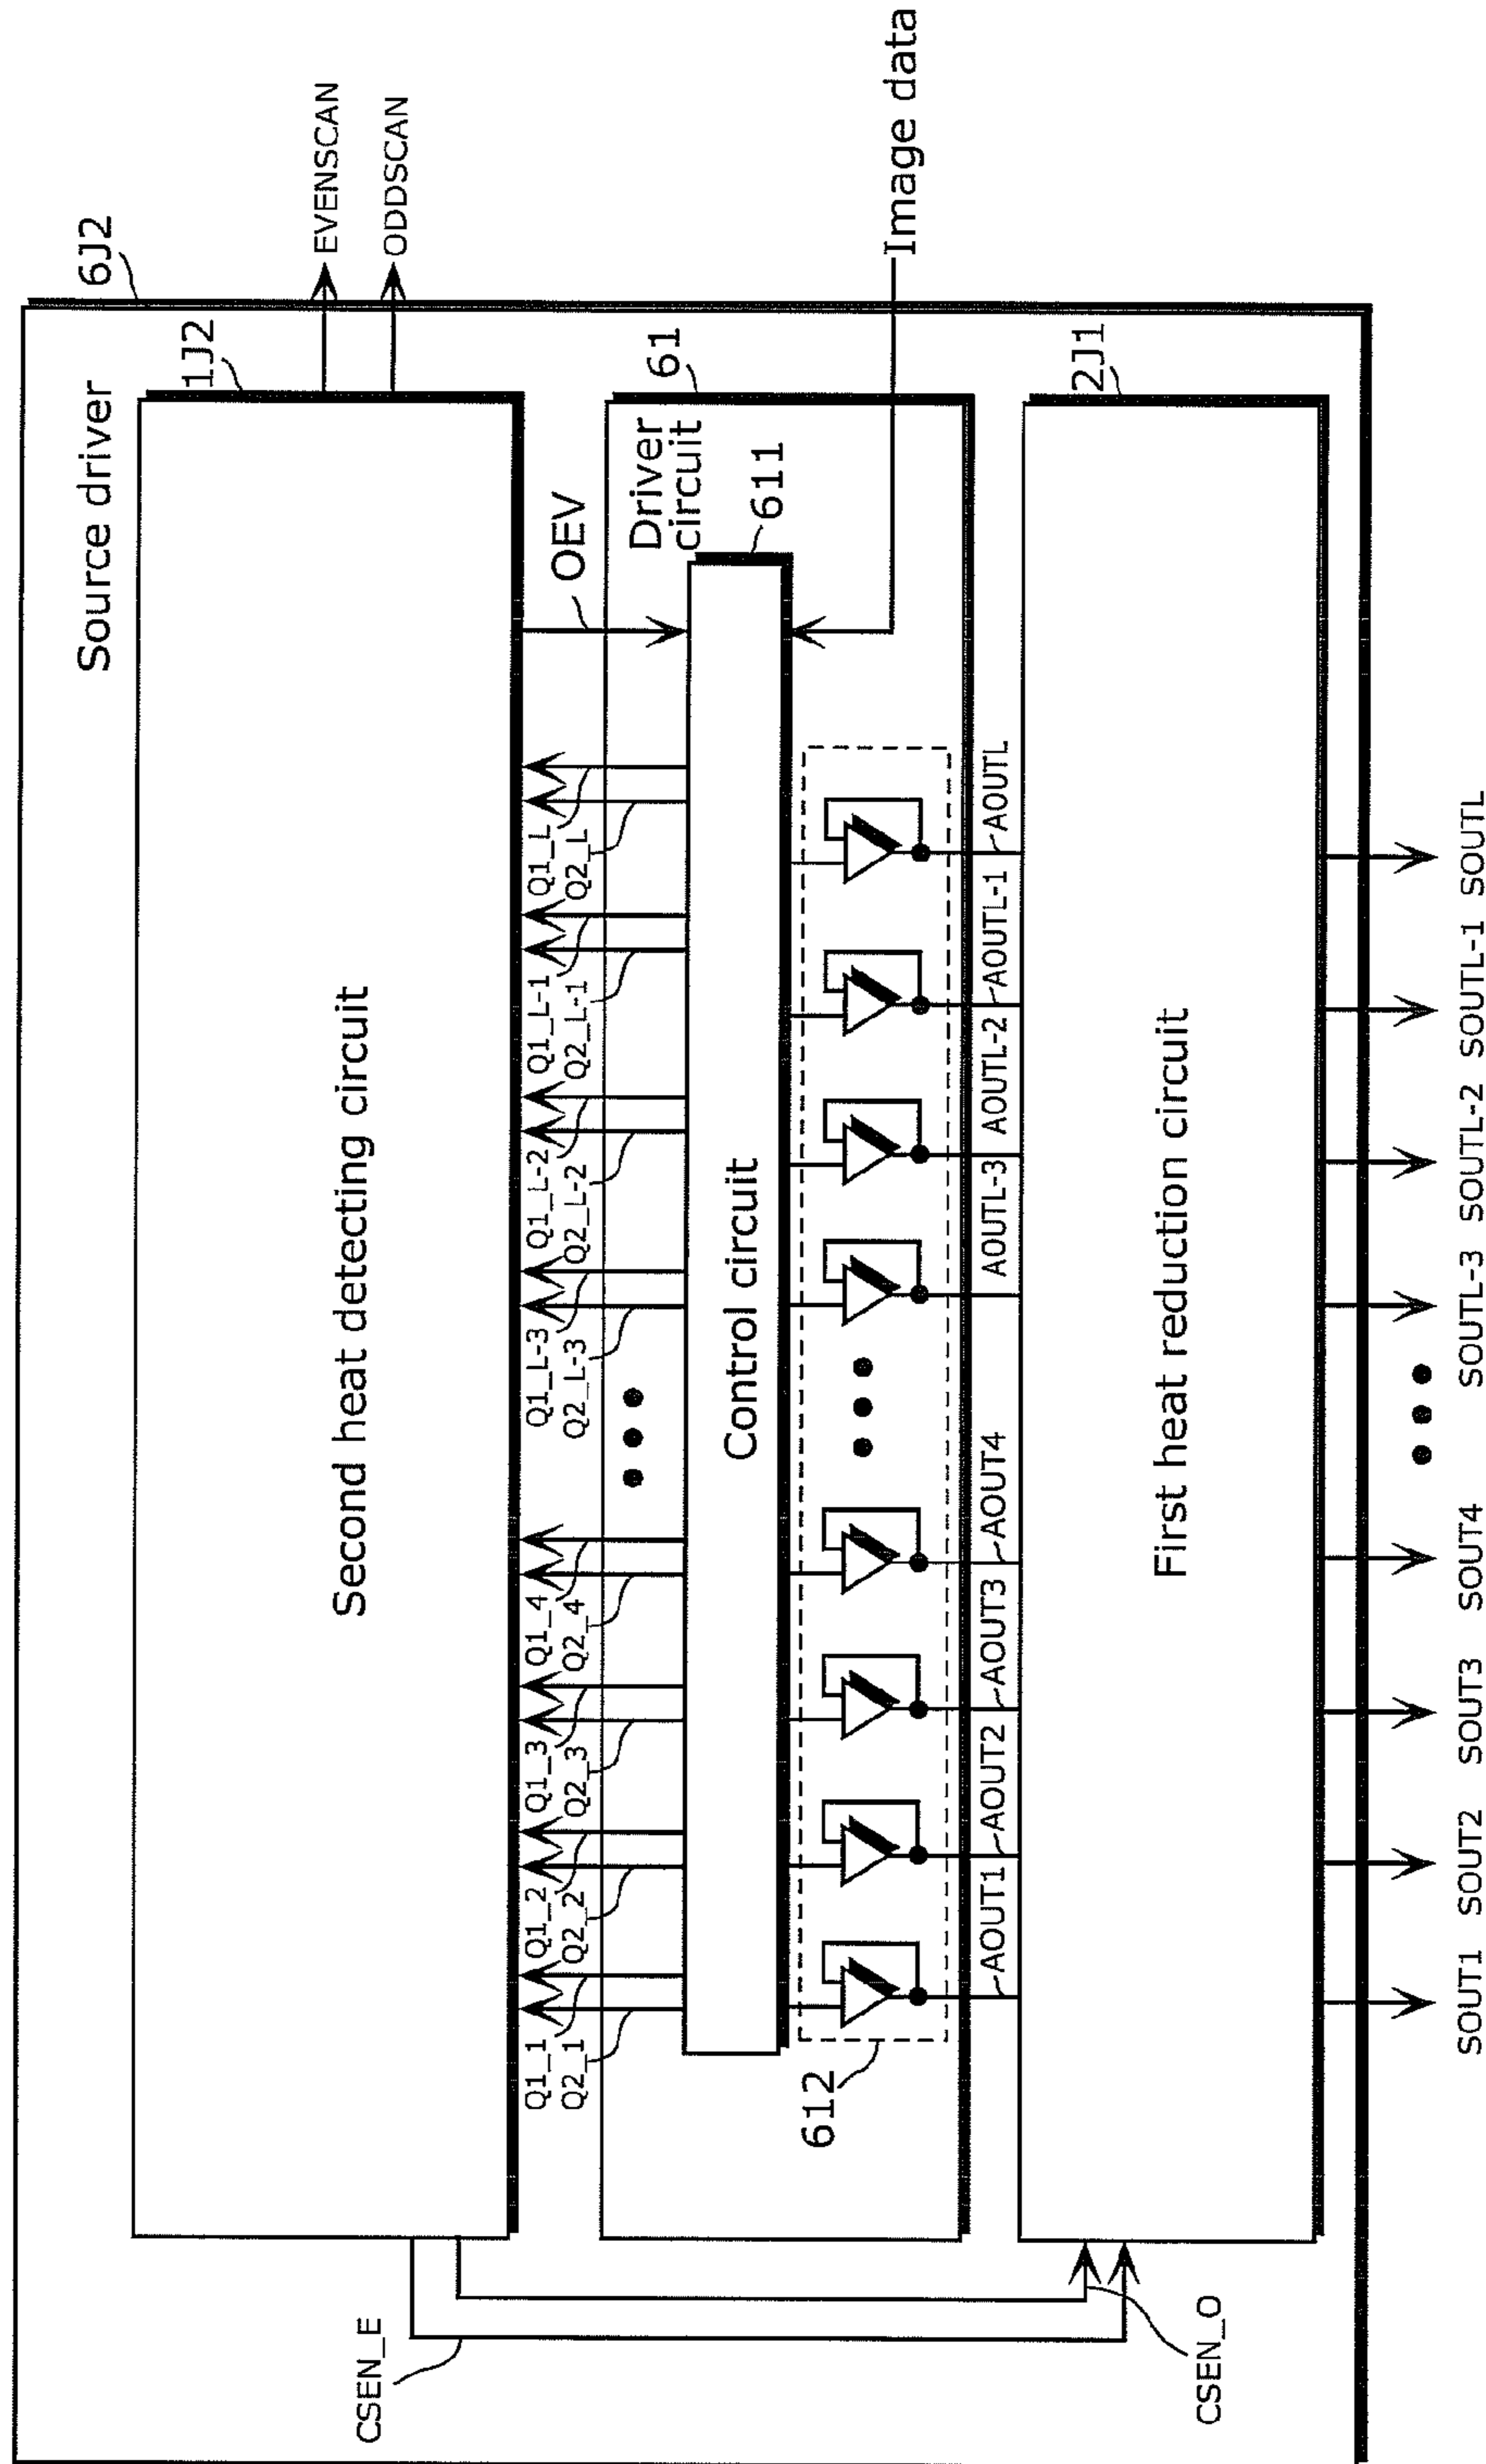 Source driver
6J2
1J2
EVENSCAN
ODDSCAN
Second heat detecting circuit
OEV
Q1_1
Q2_1
Q1_2
Q2_2
Q1_3
Q2_3
Q1_4
Q2_4
Q1_L-3
Q2_L-3
Q1_L-2
Q2_L-2
Q1_L-1
Q2_L-1
Q1_L
Q2_L
61
Driver
circuit
611
Control circuit
Image data
612
AOUT1
AOUT2
AOUT3
AOUT4
AOUTL-3
AOUTL-2
AOUTL-1
AOUTL
2J1
First heat reduction circuit
CSEN_E
CSEN_O
SOUT1
SOUT2
SOUT3
SOUT4
SOUTL-3
SOUTL-2
SOUTL-1
SOUTL